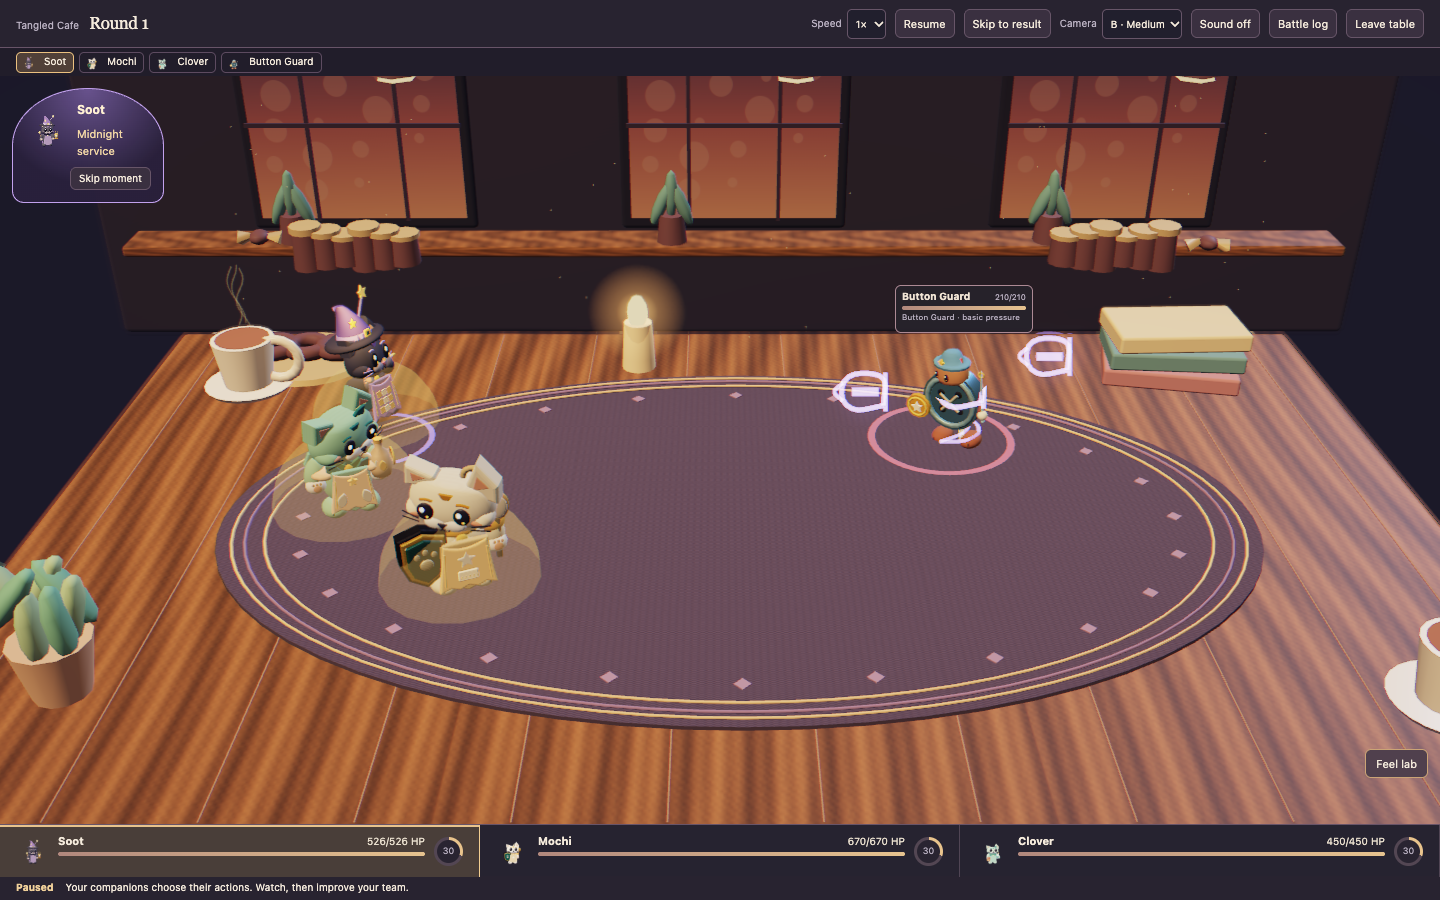 Tangled Cafe Round 1
Speed 1x Resume Skip to result Camera B · Medium Sound off Battle log Leave table
Soot Mochi Clover Button Guard
Soot
Midnight
service
Skip moment
Button Guard 210/210
Button Guard · basic pressure
Feel lab
Soot 526/526 HP 30
Mochi 670/670 HP 30
Clover 450/450 HP 30
Paused Your companions choose their actions. Watch, then improve your team.